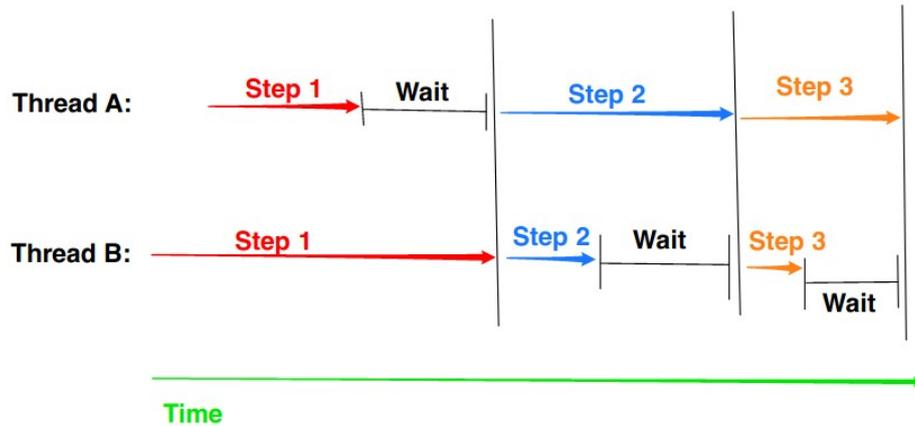 Thread A:
Step 1
Wait
Step 2
Step 3
Thread B:
Step 1
Step 2
Wait
Step 3
Wait
Time